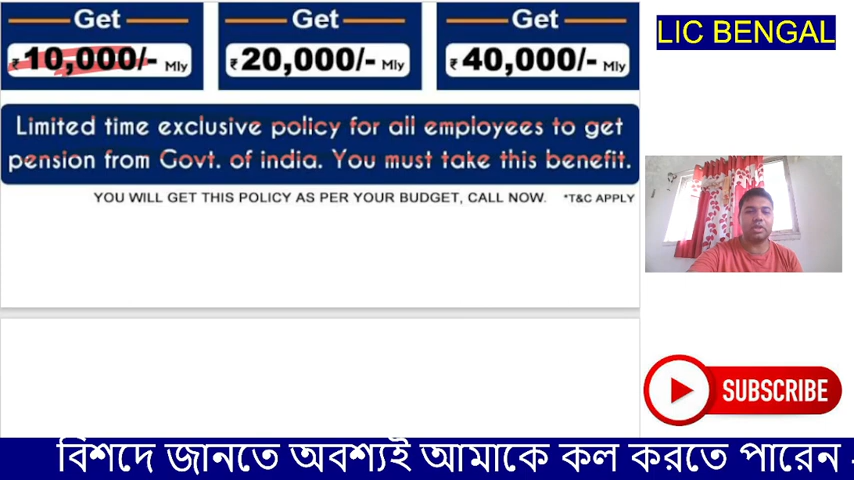 Get
₹10,000/- Mly
Get
₹20,000/- Mly
Get
₹40,000/- Mly
LIC BENGAL
Limited time exclusive policy for all employees to get
pension from Govt. of india. You must take this benefit.
YOU WILL GET THIS POLICY AS PER YOUR BUDGET, CALL NOW. *T&C APPLY
SUBSCRIBE
বিশদে জানতে অবশ্যই আমাকে কল করতে পারেন -